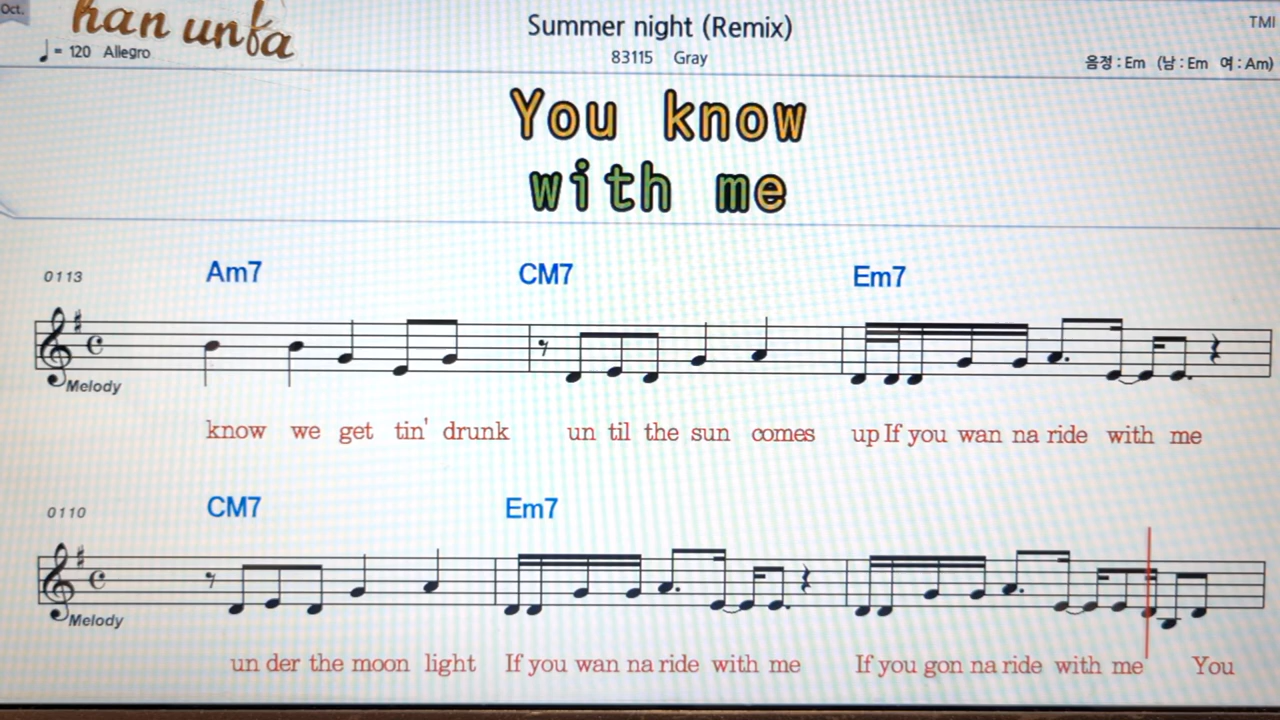 Oct.
han unfa
Summer night (Remix)
TMI
= 120 Allegro
83115 Gray
음정 : Em (남 : Em 여 : Am)
You know
with me
0113
Am7 CM7 Em7
Melody
know we get tin' drunk un til the sun comes up If you wan na ride with me
0110
CM7 Em7
Melody
un der the moon light If you wan na ride with me If you gon na ride with me You